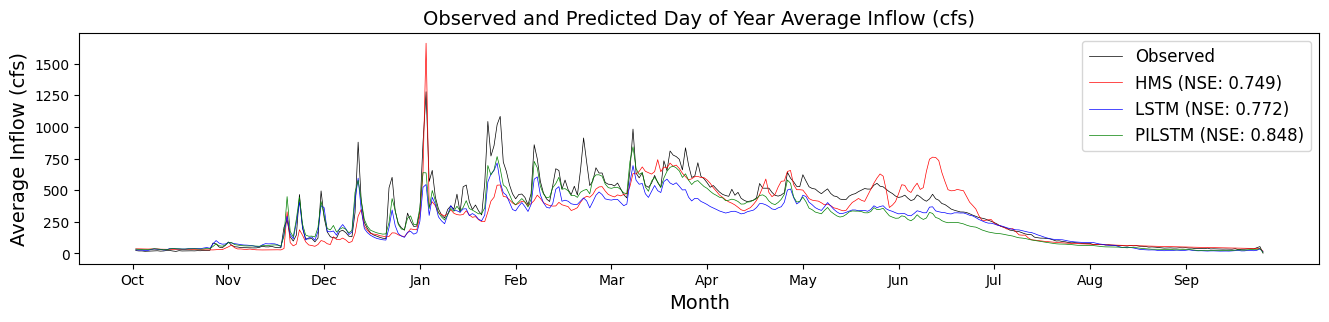 Observed and Predicted Day of Year Average Inflow (cfs)
Average Inflow (cfs)
1500
1250
1000
750
500
250
0
Observed
HMS (NSE: 0.749)
LSTM (NSE: 0.772)
PILSTM (NSE: 0.848)
Oct Nov Dec Jan Feb Mar Apr May Jun Jul Aug Sep
Month